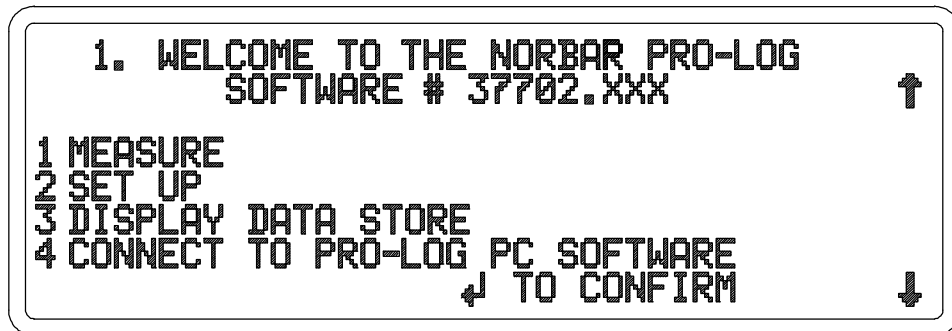 1. WELCOME TO THE NORBAR PRO-LOG
SOFTWARE # 37702.XXX ↑
1 MEASURE
2 SET UP
3 DISPLAY DATA STORE
4 CONNECT TO PRO-LOG PC SOFTWARE
↵ TO CONFIRM ↓